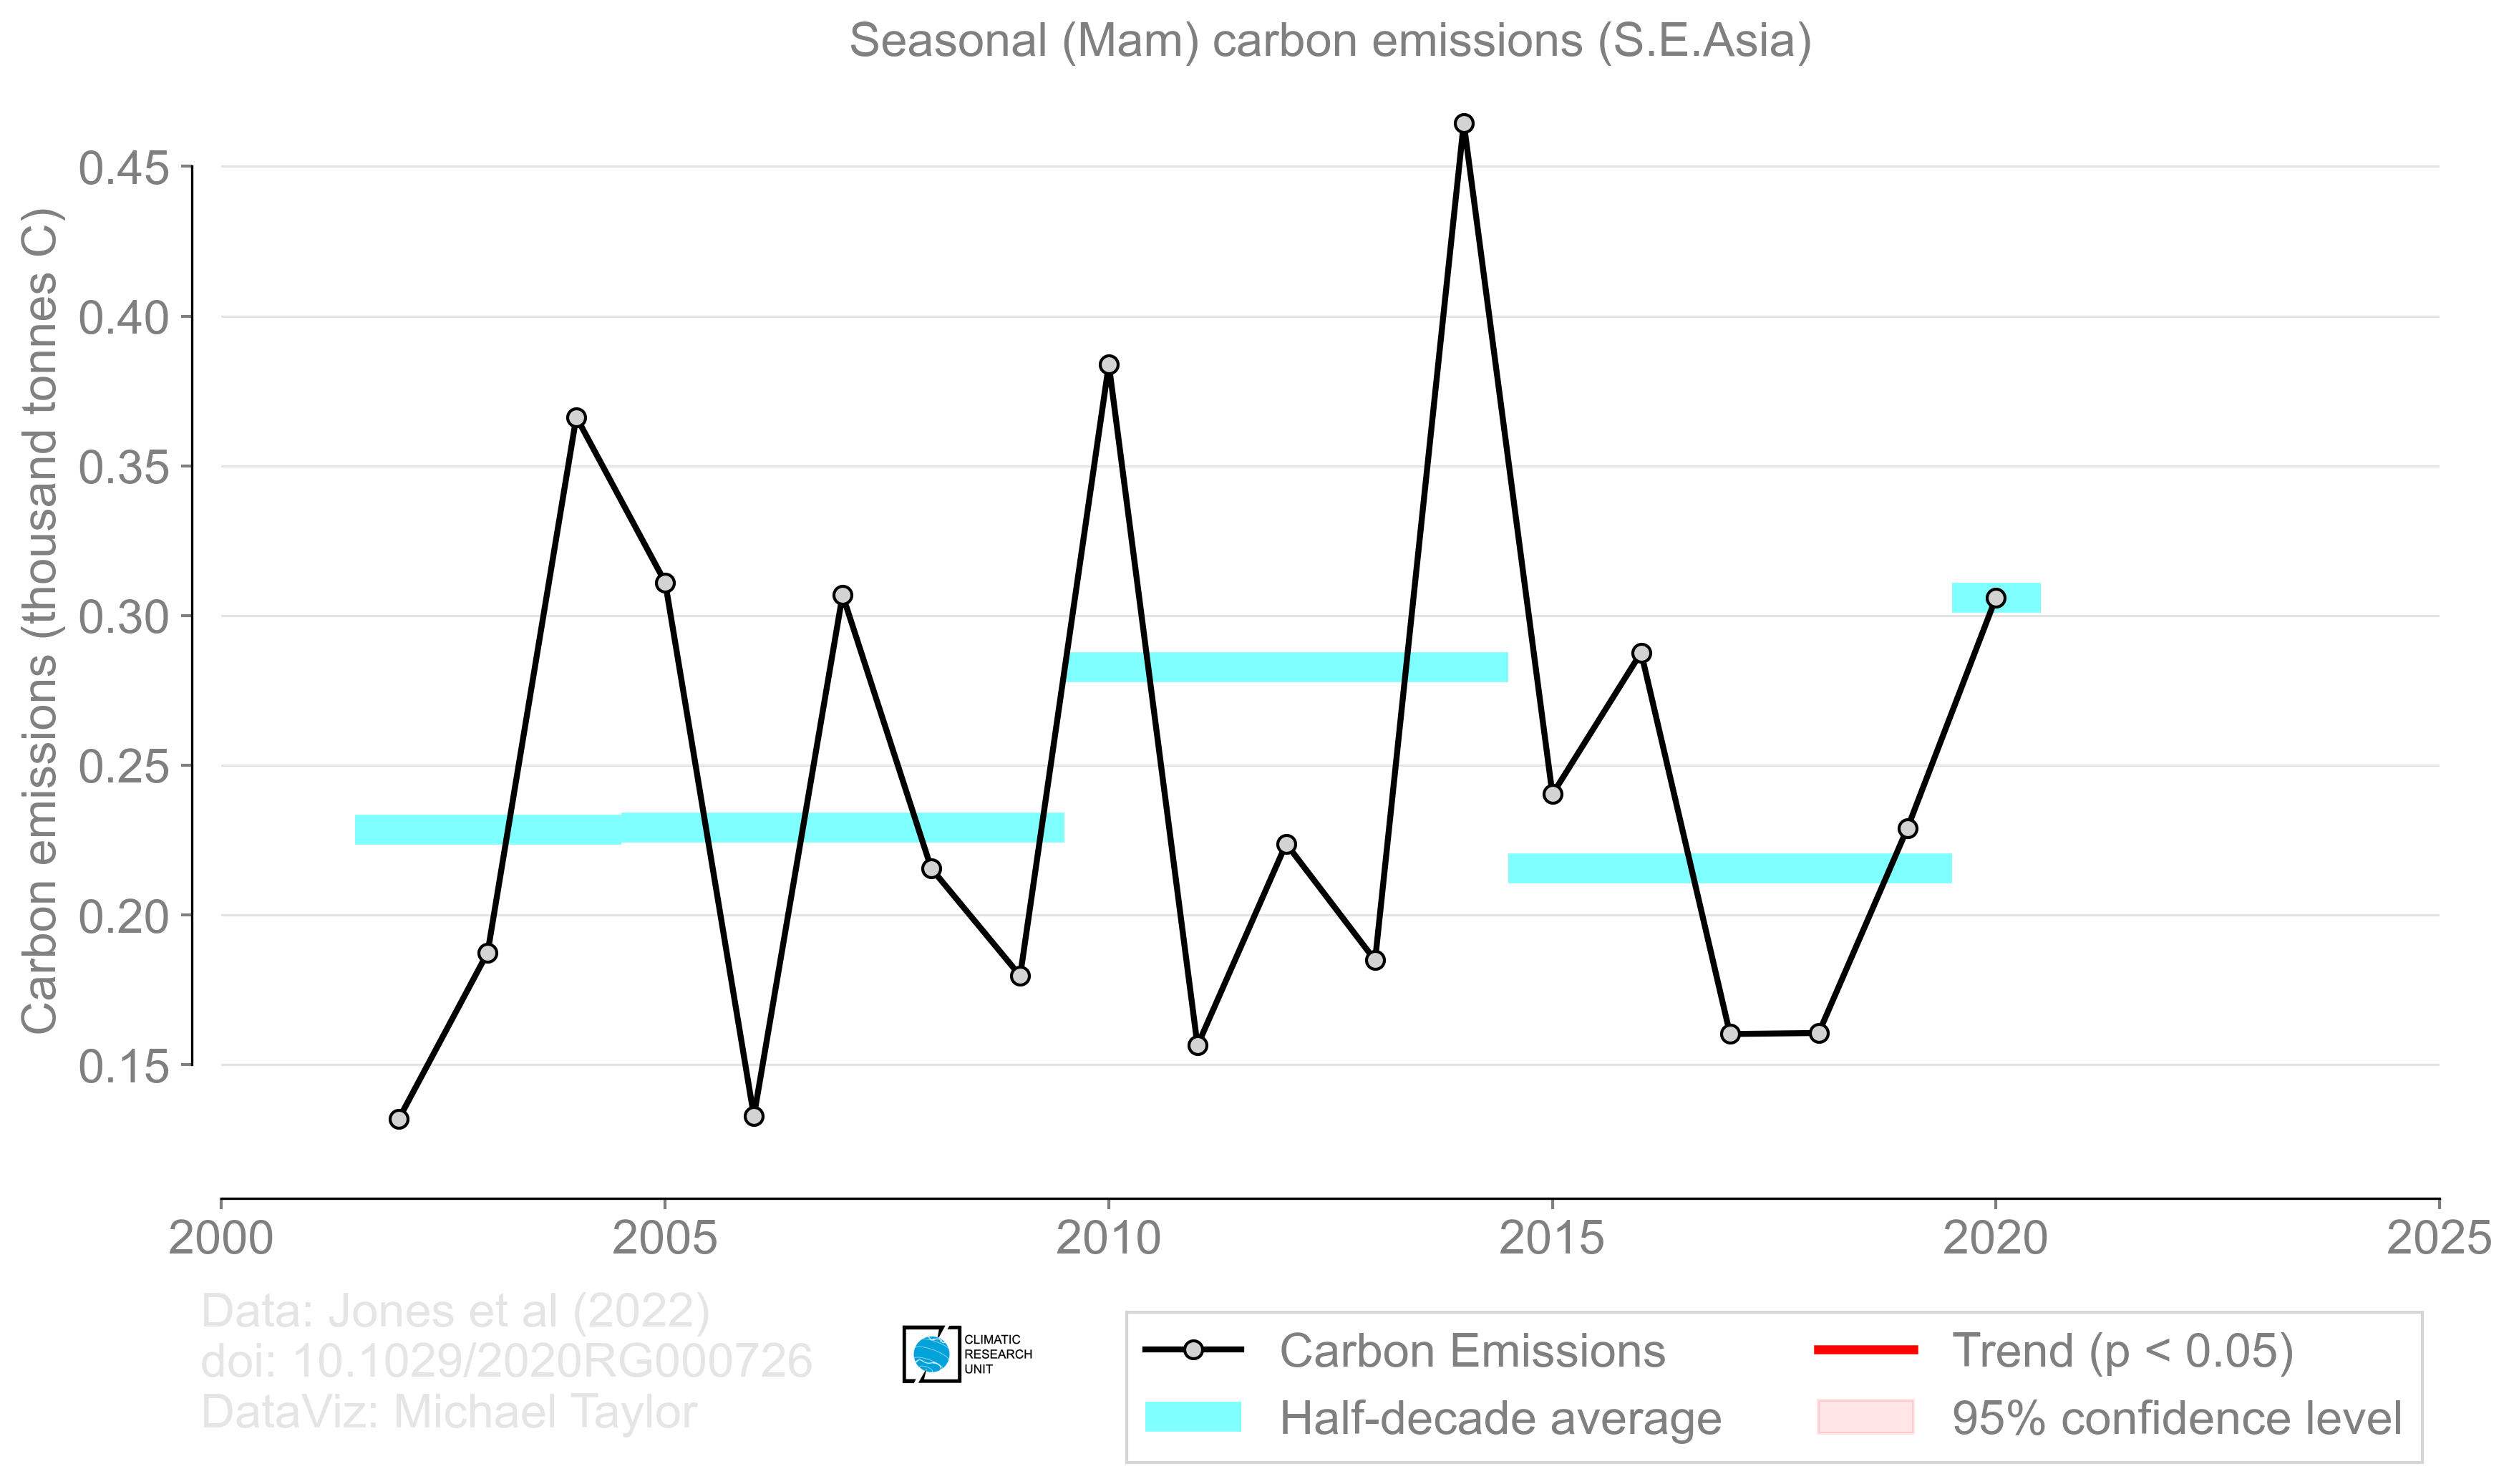 Seasonal (Mam) carbon emissions (S.E.Asia)
Carbon emissions (thousand tonnes C)
0.45
0.40
0.35
0.30
0.25
0.20
0.15
2000 2005 2010 2015 2020 2025
Data: Jones et al (2022)
doi: 10.1029/2020RG000726
DataViz: Michael Taylor
CLIMATIC
RESEARCH
UNIT
Carbon Emissions
Half-decade average
Trend (p < 0.05)
95% confidence level